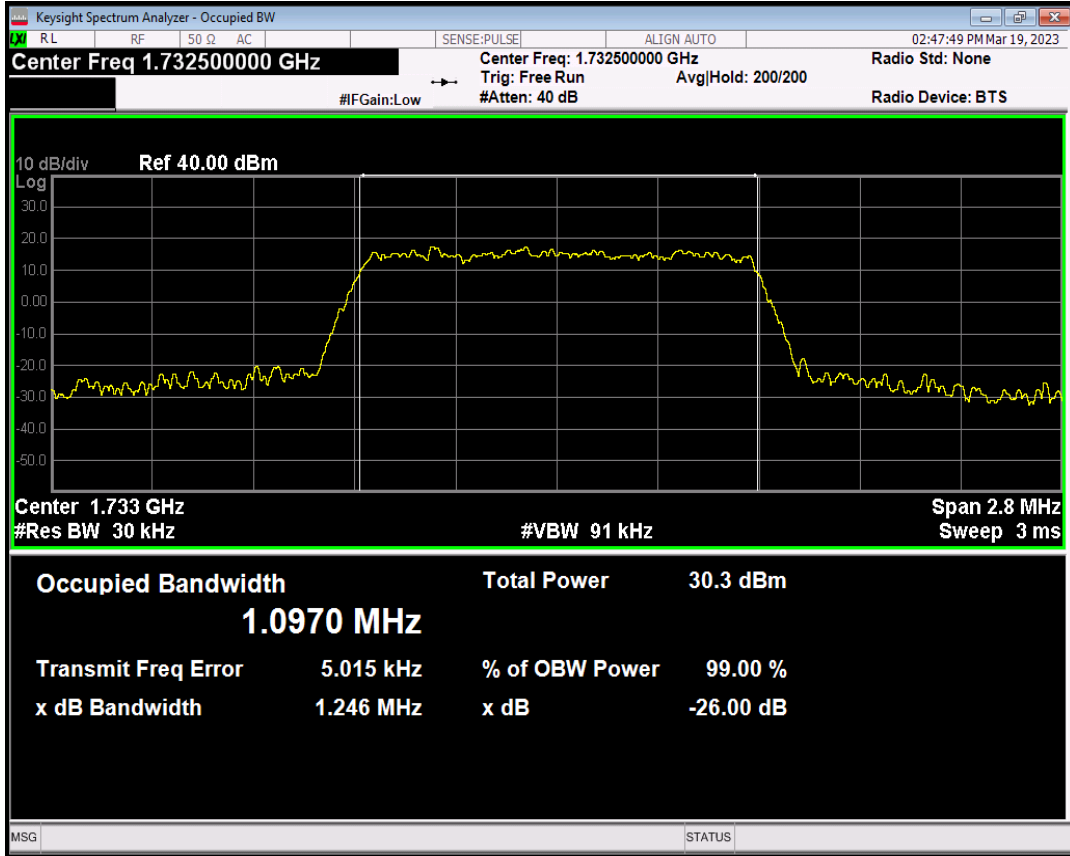 Keysight Spectrum Analyzer - Occupied BW
LXI RL RF 50 Ω AC SENSE:PULSE ALIGN AUTO 02:47:49 PM Mar 19, 2023
Center Freq 1.732500000 GHz Center Freq: 1.732500000 GHz Radio Std: None
Trig: Free Run Avg|Hold: 200/200
#IFGain:Low #Atten: 40 dB Radio Device: BTS
10 dB/div Ref 40.00 dBm
Log
30.0
20.0
10.0
0.00
-10.0
-20.0
-30.0
-40.0
-50.0
Center 1.733 GHz Span 2.8 MHz
#Res BW 30 kHz #VBW 91 kHz Sweep 3 ms
Occupied Bandwidth Total Power 30.3 dBm
1.0970 MHz
Transmit Freq Error 5.015 kHz % of OBW Power 99.00 %
x dB Bandwidth 1.246 MHz x dB -26.00 dB
MSG STATUS